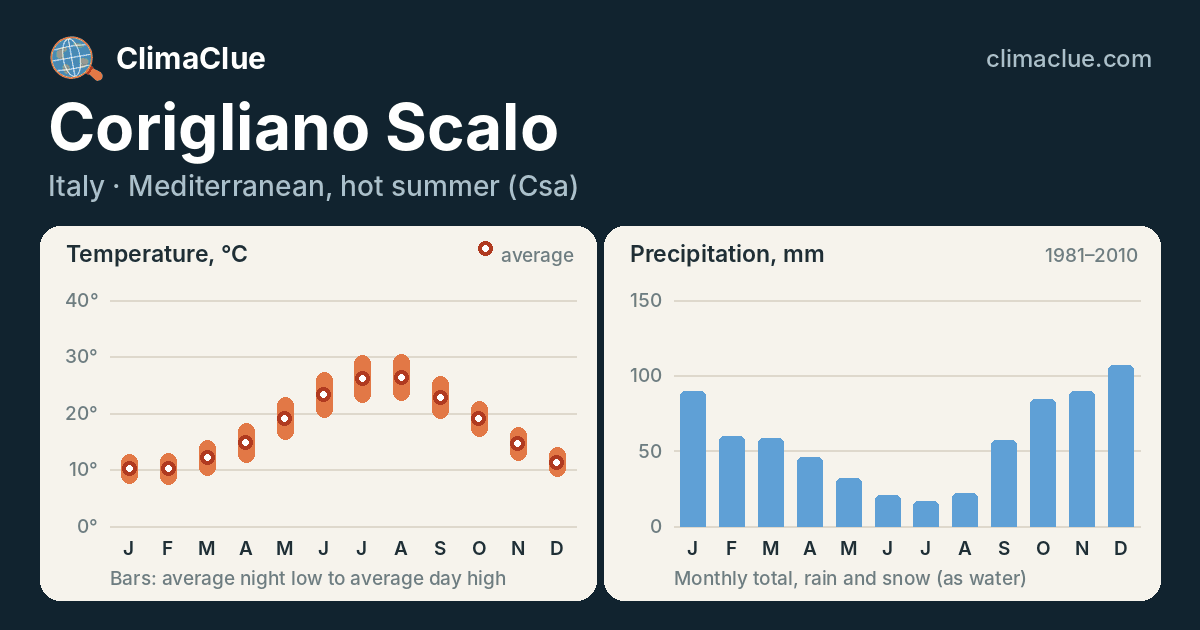 ClimaClue
climaclue.com
Corigliano Scalo
Italy · Mediterranean, hot summer (Csa)
Temperature, °C
average
40°
30°
20°
10°
0°
J F M A M J J A S O N D
Bars: average night low to average day high
Precipitation, mm
1981–2010
150
100
50
0
J F M A M J J A S O N D
Monthly total, rain and snow (as water)